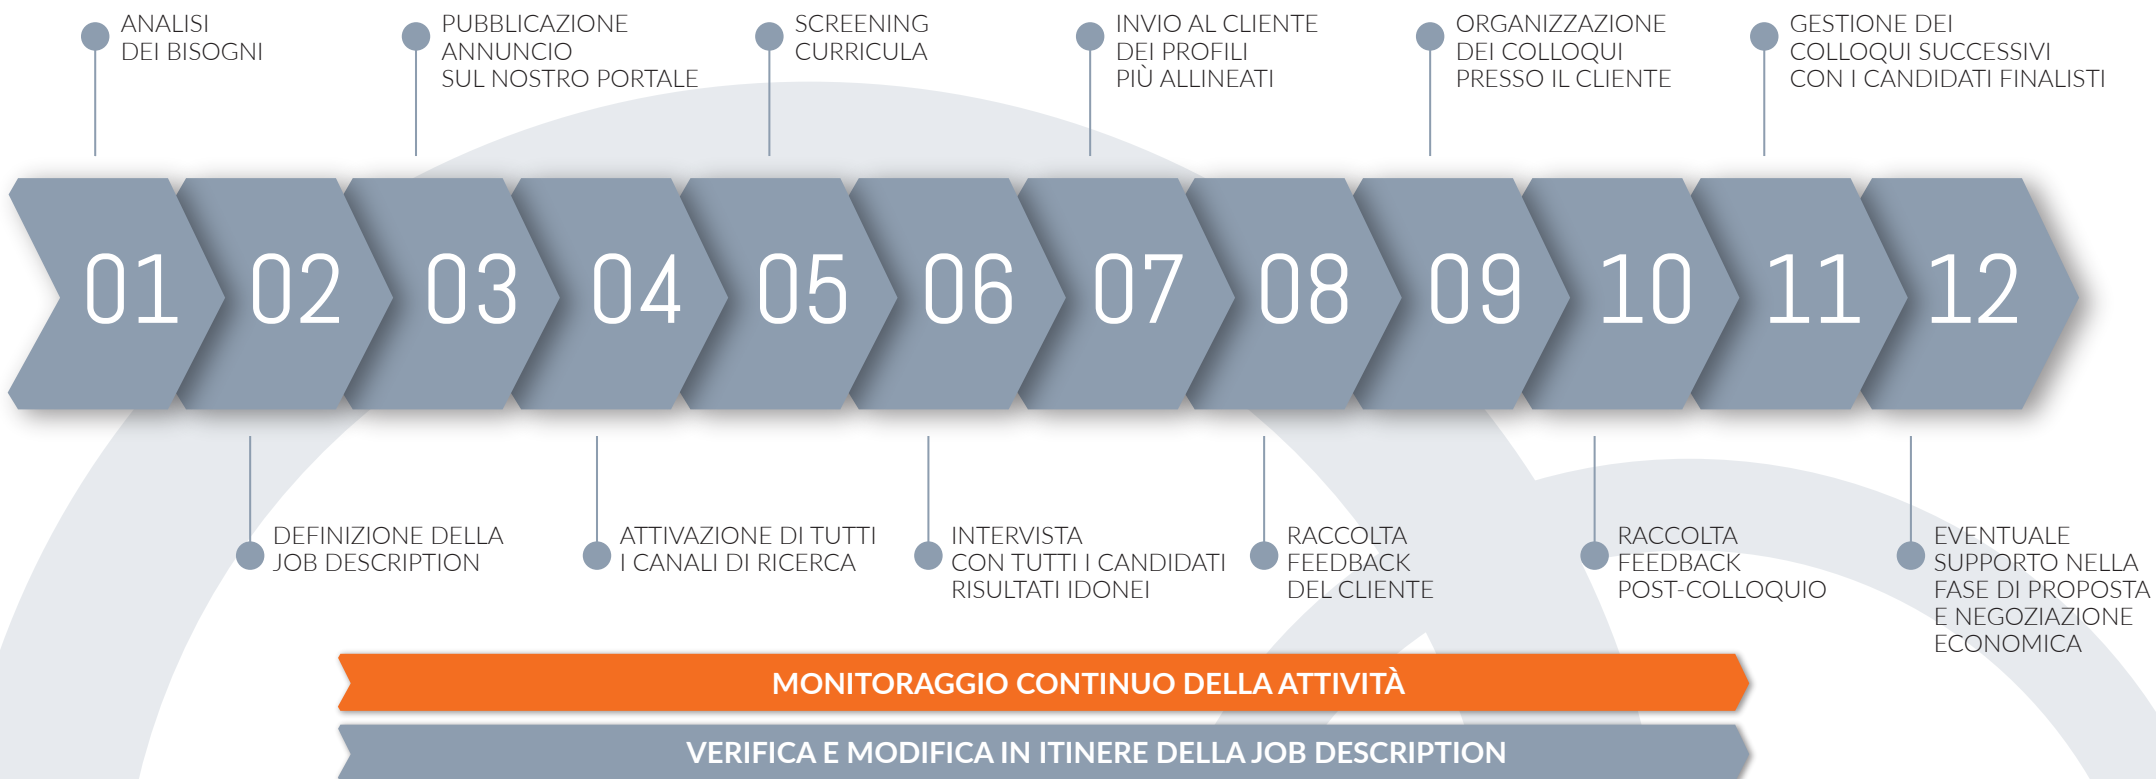 ANALISI
DEI BISOGNI
PUBBLICAZIONE
ANNUNCIO
SUL NOSTRO PORTALE
SCREENING
CURRICULA
INVIO AL CLIENTE
DEI PROFILI
PIÙ ALLINEATI
ORGANIZZAZIONE
DEI COLLOQUI
PRESSO IL CLIENTE
GESTIONE DEI
COLLOQUI SUCCESSIVI
CON I CANDIDATI FINALISTI
01 02 03 04 05 06 07 08 09 10 11 12
DEFINIZIONE DELLA
JOB DESCRIPTION
ATTIVAZIONE DI TUTTI
I CANALI DI RICERCA
INTERVISTA
CON TUTTI I CANDIDATI
RISULTATI IDONEI
RACCOLTA
FEEDBACK
DEL CLIENTE
RACCOLTA
FEEDBACK
POST-COLLOQUIO
EVENTUALE
SUPPORTO NELLA
FASE DI PROPOSTA
E NEGOZIAZIONE
ECONOMICA
MONITORAGGIO CONTINUO DELLA ATTIVITÀ
VERIFICA E MODIFICA IN ITINERE DELLA JOB DESCRIPTION